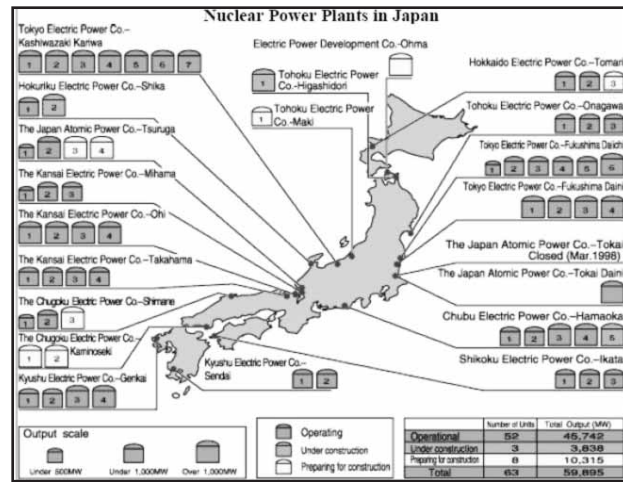 Nuclear Power Plants in Japan
Tokyo Electric Power Co.–
Kashiwazaki Kariwa
1 2 3 4 5 6 7
Hokuriku Electric Power Co.–Shika
1 2
The Japan Atomic Power Co.–Tsuruga
1 2 3 4
The Kansai Electric Power Co.–Mihama
1 2 3
The Kansai Electric Power Co.–Ohi
1 2 3 4
The Kansai Electric Power Co.–Takahama
1 2 3 4
The Chugoku Electric Power Co.–Shimane
1 2 3
The Chugoku Electric Power Co.–
Kaminoseki
1 2
Kyushu Electric Power Co.–Genkai
1 2 3 4
Electric Power Development Co.–Ohma
Tohoku Electric Power
Co.–Higashidori
1
Tohoku Electric Power
Co.–Maki
1
Hokkaido Electric Power Co.–Tomari
1 2 3
Tohoku Electric Power Co.–Onagawa
1 2 3
Tokyo Electric Power Co.–Fukushima Daiichi
1 2 3 4 5 6
Tokyo Electric Power Co.–Fukushima Daini
1 2 3 4
The Japan Atomic Power Co.–Tokai
Closed (Mar.1998)
The Japan Atomic Power Co.–Tokai Daini
Chubu Electric Power Co.–Hamaoka
1 2 3 4 5
Shikoku Electric Power Co.–Ikata
1 2 3
Kyushu Electric Power Co.–
Sendai
1 2
Output scale
Under 500MW
Under 1,000MW
Over 1,000MW
Operating
Under construction
Preparing for construction
Number of Units Total Output (MW)
Operational 52 45,742
Under construction 3 3,838
Preparing for construction 8 10,315
Total 63 59,895